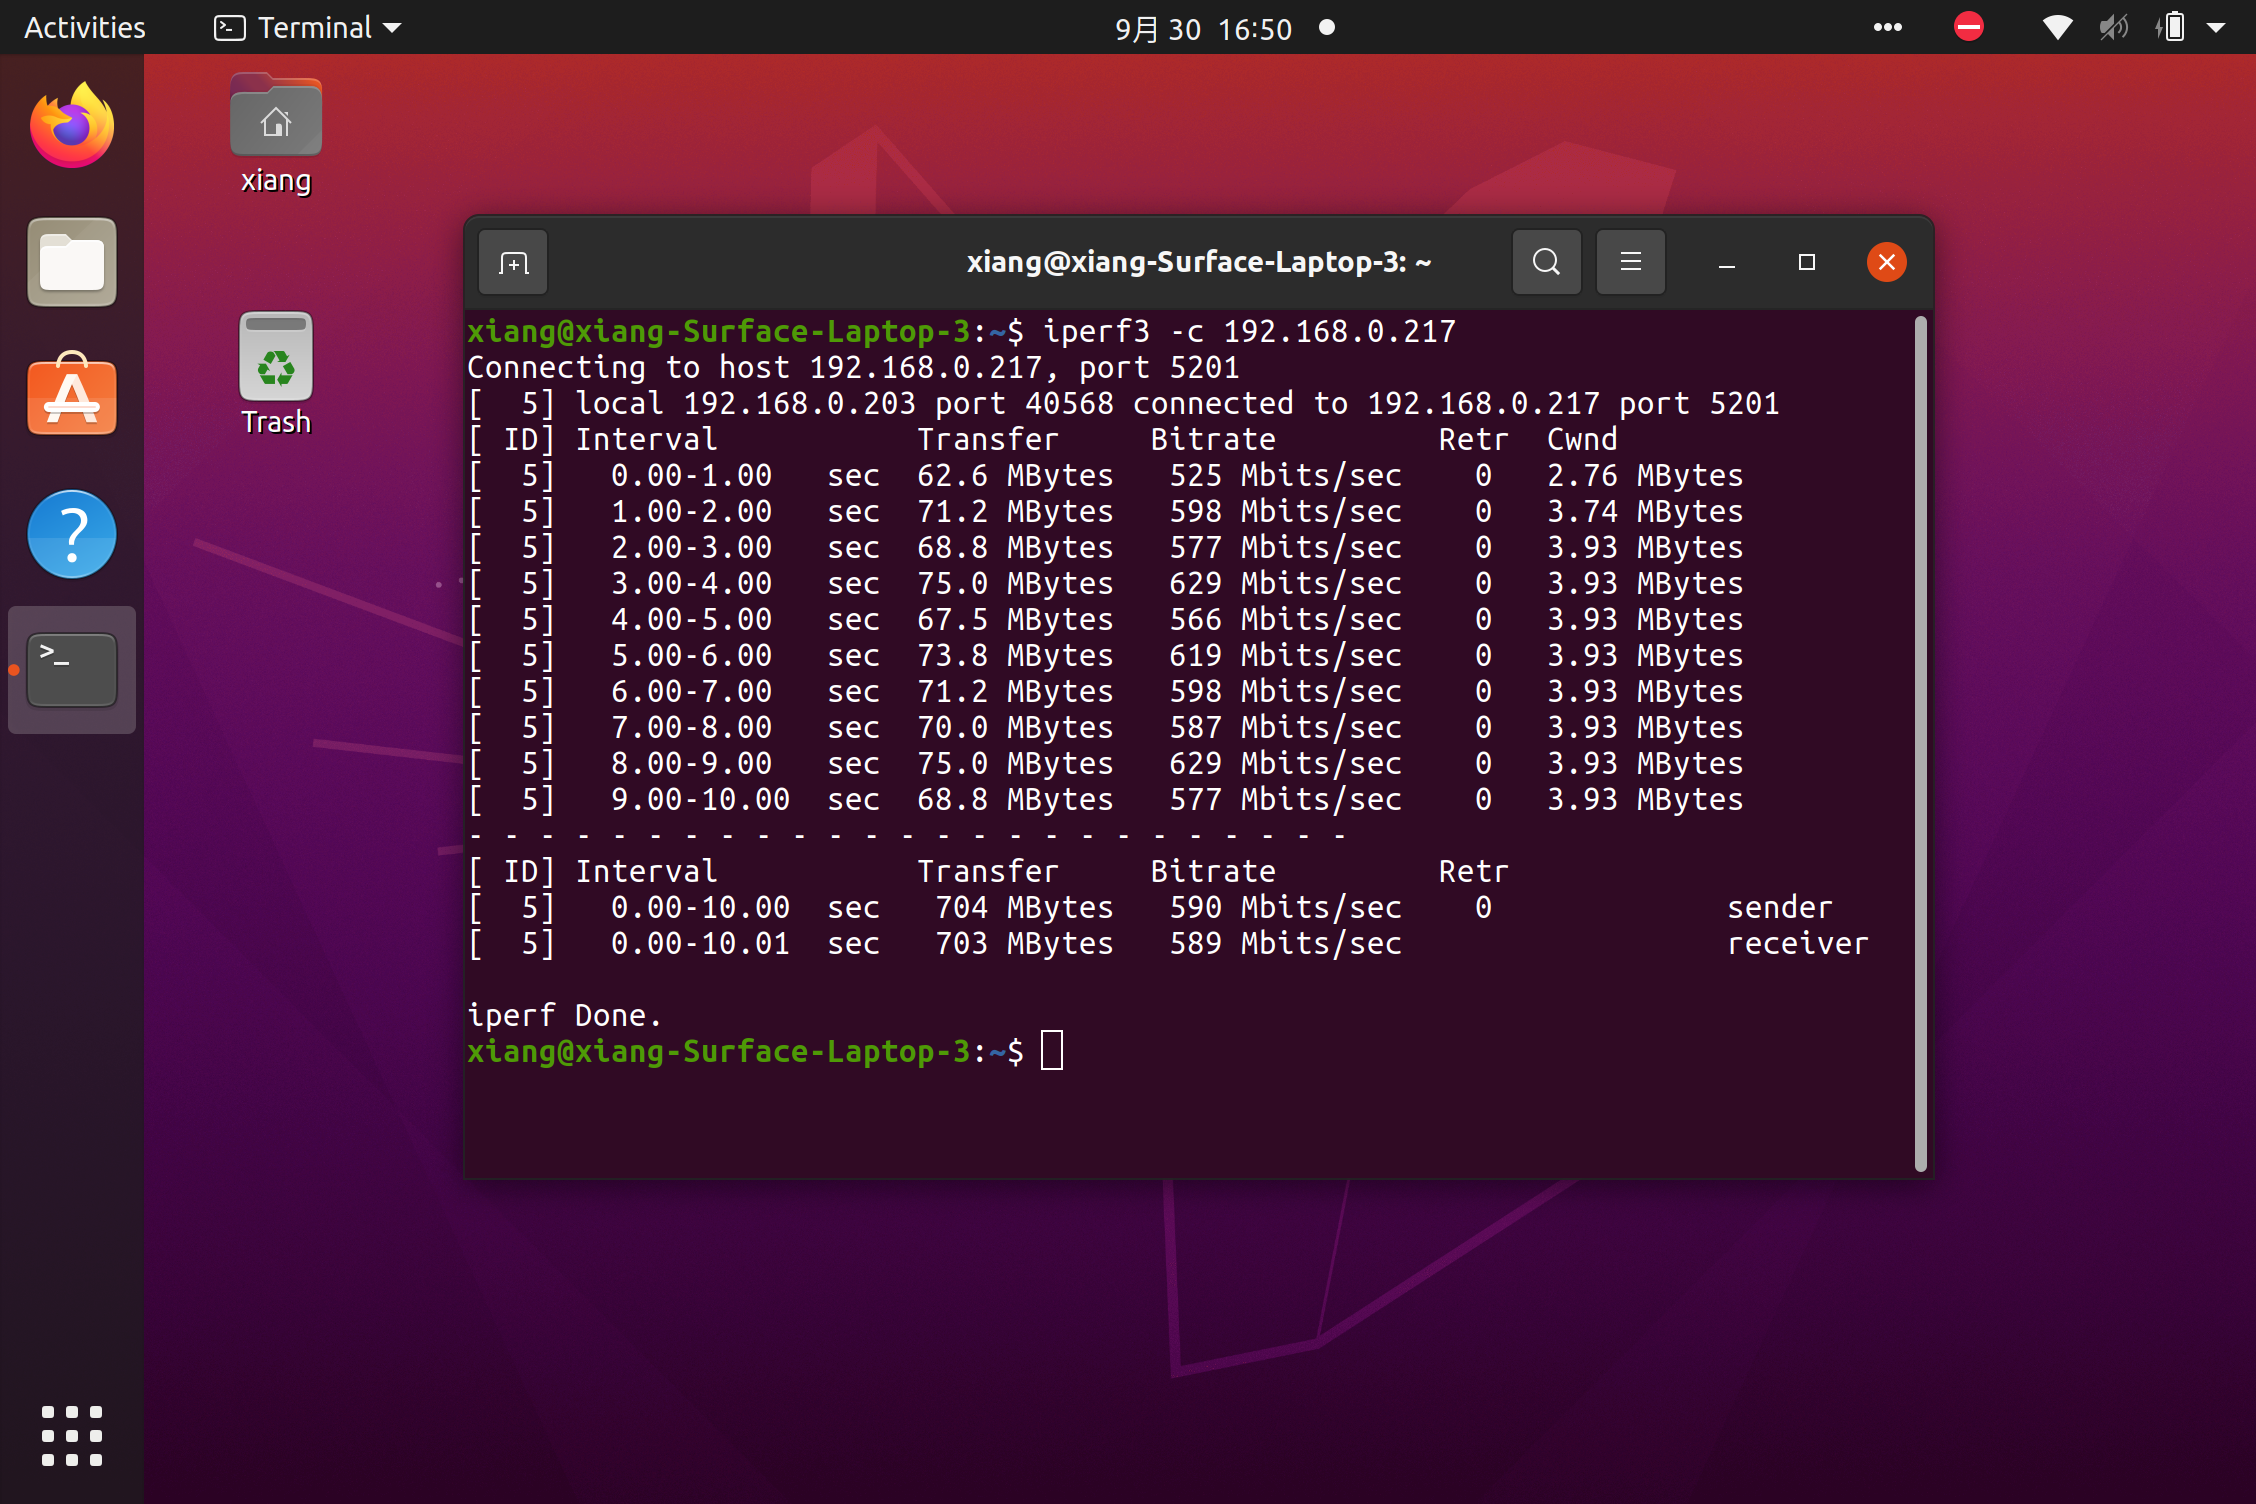 Activities
Terminal
9月 30 16:50
xiang
Trash
xiang@xiang-Surface-Laptop-3: ~
xiang@xiang-Surface-Laptop-3:~$ iperf3 -c 192.168.0.217
Connecting to host 192.168.0.217, port 5201
[  5] local 192.168.0.203 port 40568 connected to 192.168.0.217 port 5201
[ ID] Interval           Transfer     Bitrate         Retr  Cwnd
[  5]   0.00-1.00   sec  62.6 MBytes   525 Mbits/sec    0   2.76 MBytes
[  5]   1.00-2.00   sec  71.2 MBytes   598 Mbits/sec    0   3.74 MBytes
[  5]   2.00-3.00   sec  68.8 MBytes   577 Mbits/sec    0   3.93 MBytes
[  5]   3.00-4.00   sec  75.0 MBytes   629 Mbits/sec    0   3.93 MBytes
[  5]   4.00-5.00   sec  67.5 MBytes   566 Mbits/sec    0   3.93 MBytes
[  5]   5.00-6.00   sec  73.8 MBytes   619 Mbits/sec    0   3.93 MBytes
[  5]   6.00-7.00   sec  71.2 MBytes   598 Mbits/sec    0   3.93 MBytes
[  5]   7.00-8.00   sec  70.0 MBytes   587 Mbits/sec    0   3.93 MBytes
[  5]   8.00-9.00   sec  75.0 MBytes   629 Mbits/sec    0   3.93 MBytes
[  5]   9.00-10.00  sec  68.8 MBytes   577 Mbits/sec    0   3.93 MBytes
- - - - - - - - - - - - - - - - - - - - - - - - -
[ ID] Interval           Transfer     Bitrate         Retr
[  5]   0.00-10.00  sec   704 MBytes   590 Mbits/sec    0             sender
[  5]   0.00-10.01  sec   703 MBytes   589 Mbits/sec                  receiver
iperf Done.
xiang@xiang-Surface-Laptop-3:~$